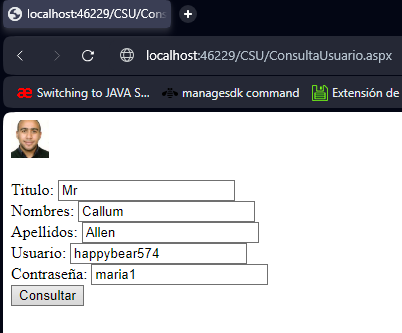 localhost:46229/CSU/Cons
localhost:46229/CSU/ConsultaUsuario.aspx
Switching to JAVA S... managesdk command Extensión de
Titulo: Mr
Nombres: Callum
Apellidos: Allen
Usuario: happybear574
Contraseña: maria1
Consultar